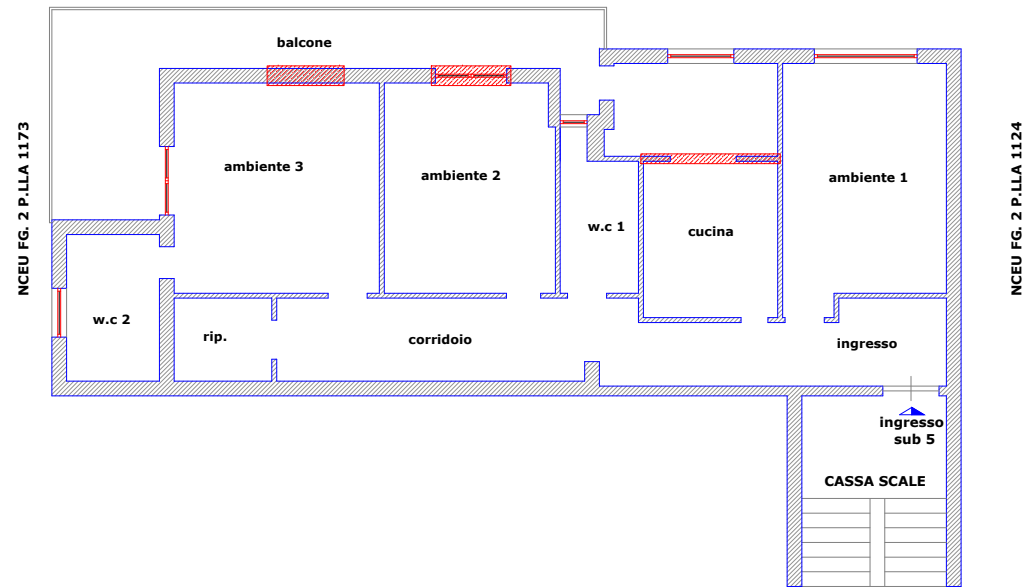 balcone
NCEU FG. 2 P.LLA 1173
ambiente 3
ambiente 2
ambiente 1
NCEU FG. 2 P.LLA 1124
w.c 1
cucina
w.c 2
rip.
corridoio
ingresso
ingresso
sub 5
CASSA SCALE